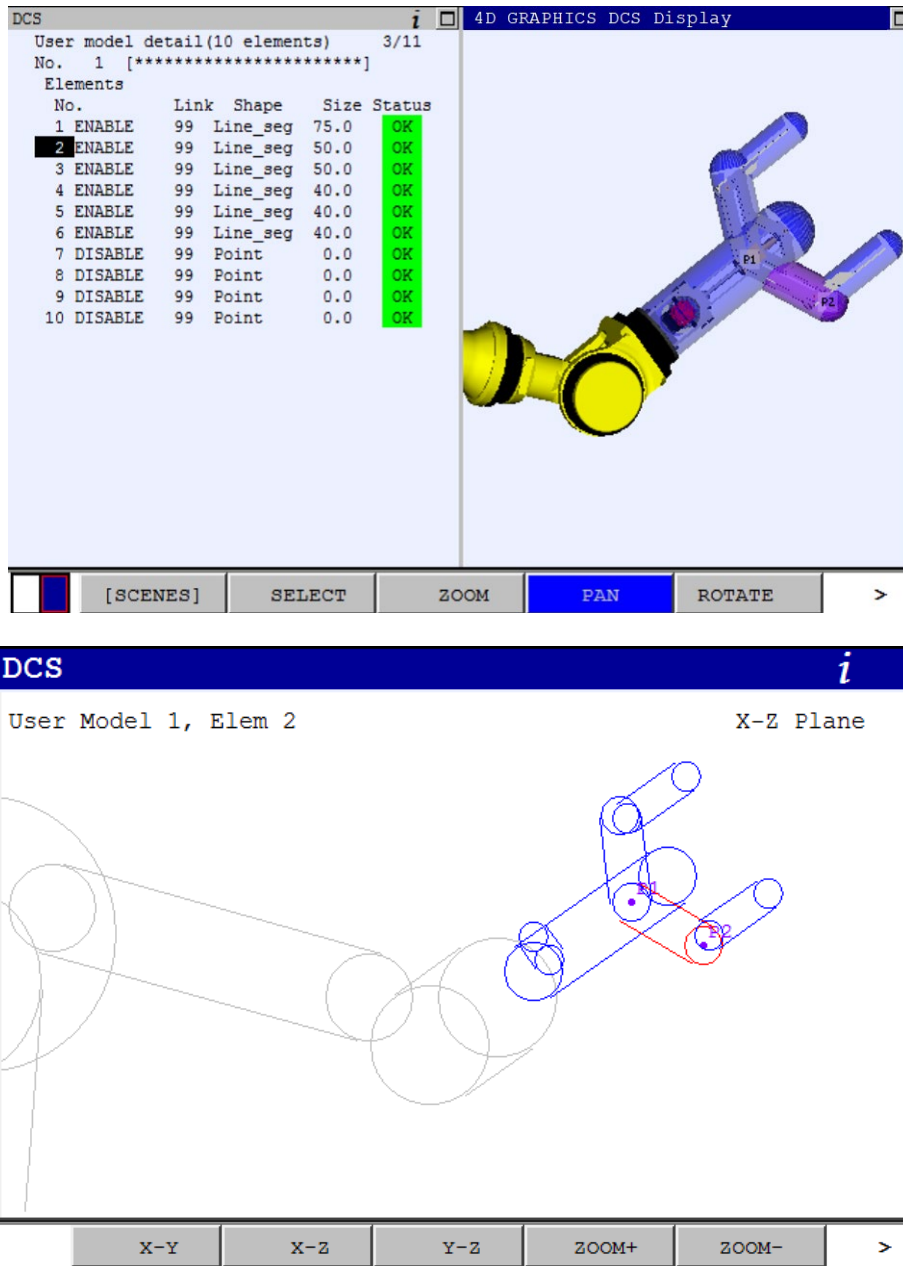 DCS i
User model detail(10 elements) 3/11
No. 1 [***********************]
Elements
No. Link Shape Size Status
1 ENABLE 99 Line_seg 75.0 OK
2 ENABLE 99 Line_seg 50.0 OK
3 ENABLE 99 Line_seg 50.0 OK
4 ENABLE 99 Line_seg 40.0 OK
5 ENABLE 99 Line_seg 40.0 OK
6 ENABLE 99 Line_seg 40.0 OK
7 DISABLE 99 Point 0.0 OK
8 DISABLE 99 Point 0.0 OK
9 DISABLE 99 Point 0.0 OK
10 DISABLE 99 Point 0.0 OK
4D GRAPHICS DCS Display
P1
P2
[SCENES] SELECT ZOOM PAN ROTATE >
DCS i
User Model 1, Elem 2 X-Z Plane
P1
P2
X-Y X-Z Y-Z ZOOM+ ZOOM- >